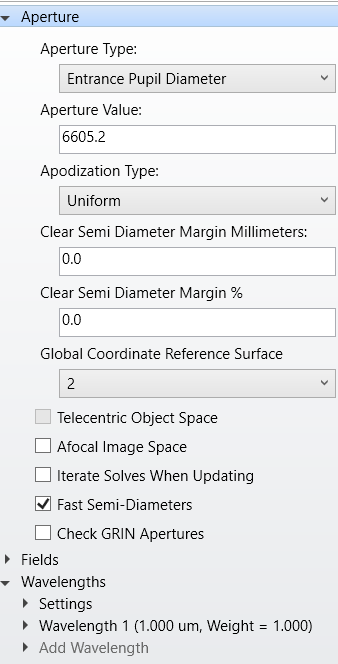 Aperture
Aperture Type:
Entrance Pupil Diameter
Aperture Value:
6605.2
Apodization Type:
Uniform
Clear Semi Diameter Margin Millimeters:
0.0
Clear Semi Diameter Margin %
0.0
Global Coordinate Reference Surface
2
Telecentric Object Space
Afocal Image Space
Iterate Solves When Updating
Fast Semi-Diameters
Check GRIN Apertures
Fields
Wavelengths
Settings
Wavelength 1 (1.000 um, Weight = 1.000)
Add Wavelength